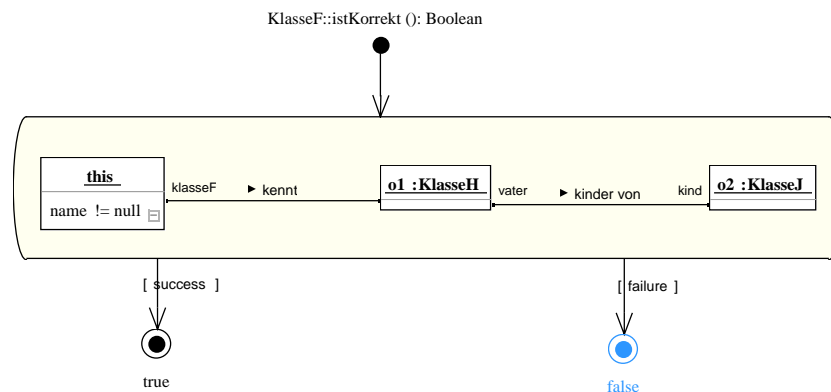 KlasseF::istKorrekt (): Boolean
this
name != null
klasseF
kennt
o1 :KlasseH
vater
kinder von
kind
o2 :KlasseJ
[ success ]
[ failure ]
true
false